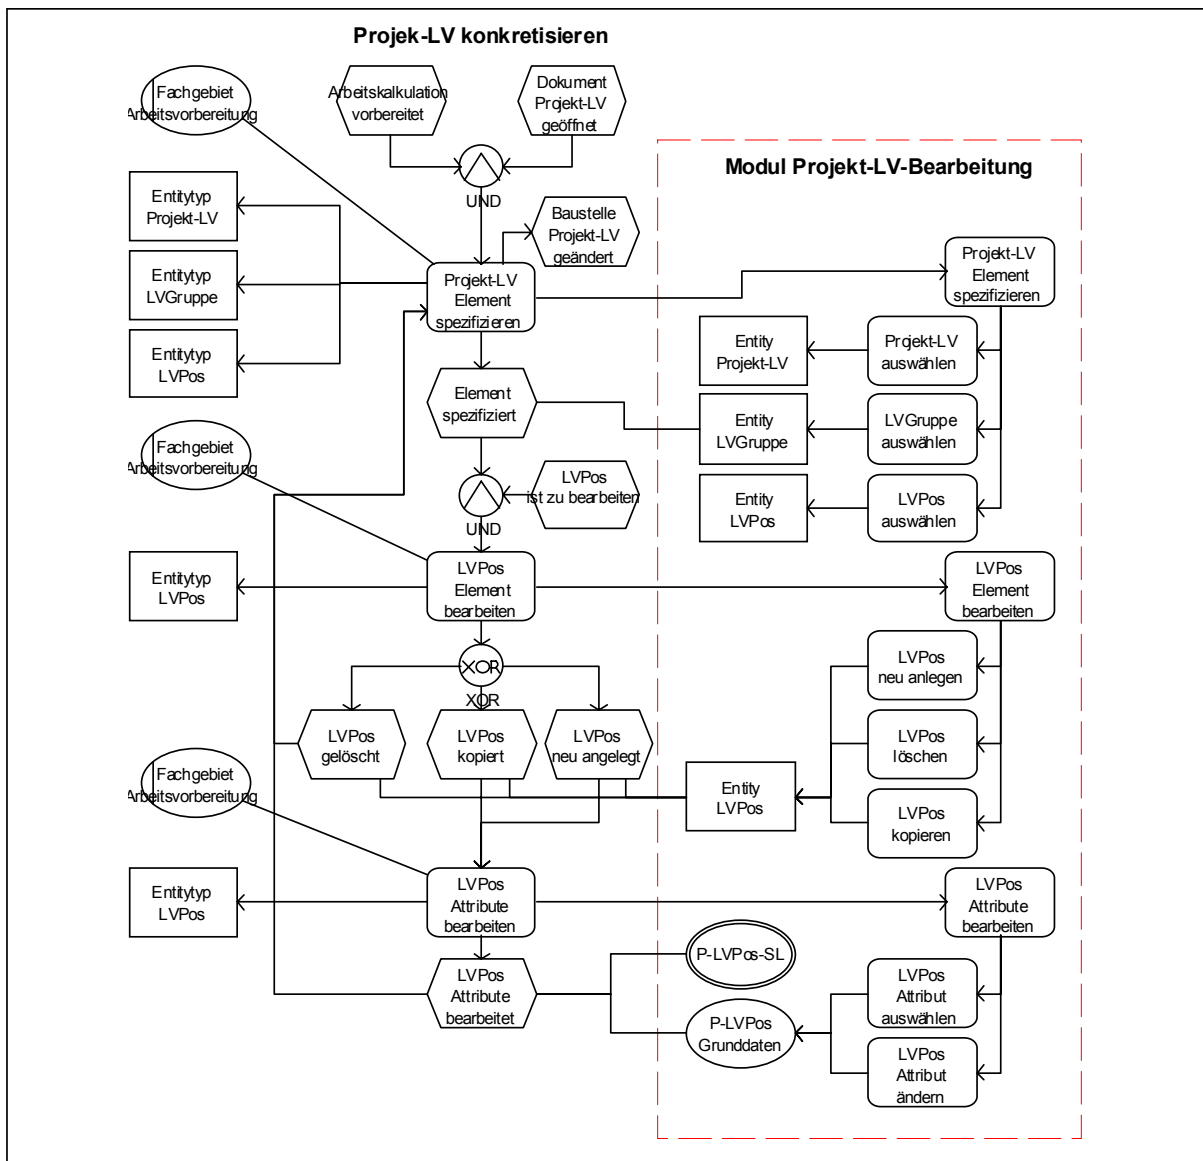 Projek-LV konkretisieren
Fachgebiet
Arbeitsvorbereitung
Arbeitskalkulation
vorbereitet
Dokument
Projekt-LV
geöffnet
UND
Modul Projekt-LV-Bearbeitung
Entitytyp
Projekt-LV
Baustelle
Projekt-LV
geändert
Entitytyp
LVGruppe
Projekt-LV
Element
spezifizieren
Projekt-LV
Element
spezifizieren
Entitytyp
LVPos
Entity
Projekt-LV
Projekt-LV
auswählen
Element
spezifiziert
Entity
LVGruppe
LVGruppe
auswählen
Fachgebiet
Arbeitsvorbereitung
LVPos
ist zu bearbeiten
UND
Entity
LVPos
LVPos
auswählen
Entitytyp
LVPos
LVPos
Element
bearbeiten
LVPos
Element
bearbeiten
XOR
XOR
LVPos
neu anlegen
LVPos
gelöscht
LVPos
kopiert
LVPos
neu angelegt
LVPos
löschen
Fachgebiet
Arbeitsvorbereitung
Entity
LVPos
LVPos
kopieren
Entitytyp
LVPos
LVPos
Attribute
bearbeiten
LVPos
Attribute
bearbeiten
LVPos
Attribute
bearbeitet
P-LVPos-SL
LVPos
Attribut
auswählen
P-LVPos
Grunddaten
LVPos
Attribut
ändern